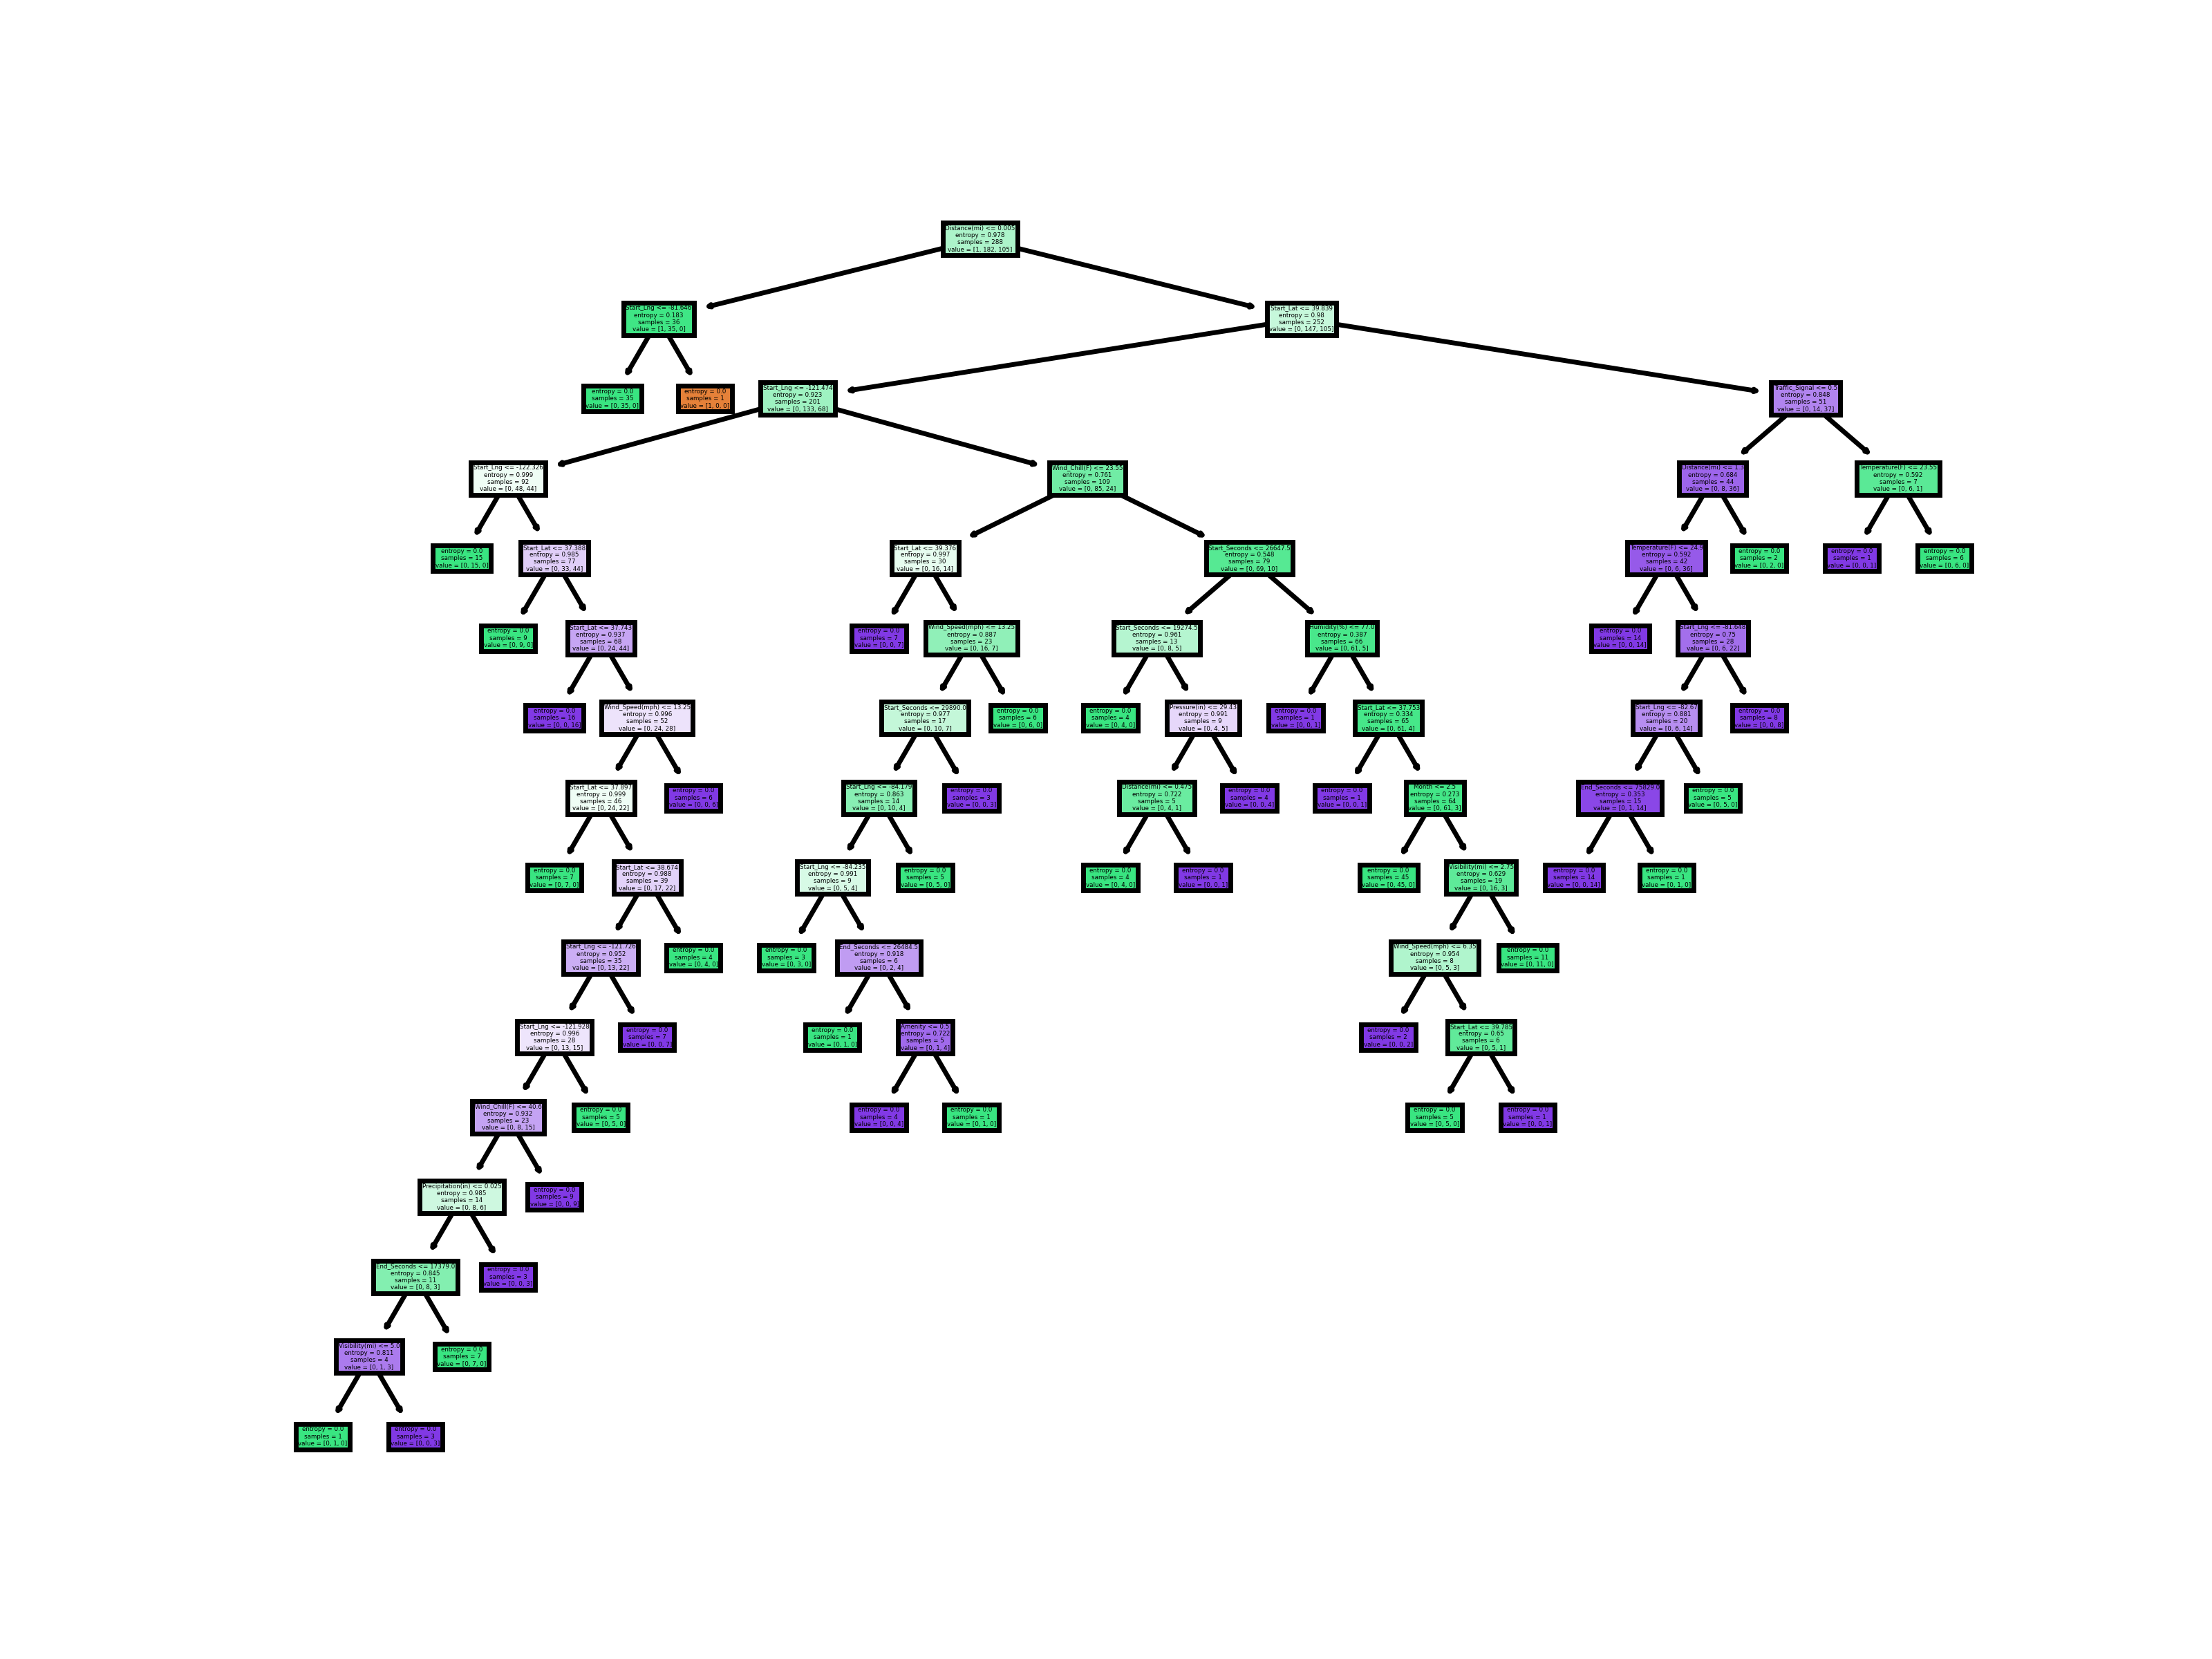 Distance(mi) <= 0.005
entropy = 0.978
samples = 288
value = [1, 182, 105]
Start_Lng <= -81.646
entropy = 0.183
samples = 36
value = [1, 35, 0]
Start_Lat <= 39.839
entropy = 0.98
samples = 252
value = [0, 147, 105]
entropy = 0.0
samples = 35
value = [0, 35, 0]
entropy = 0.0
samples = 1
value = [1, 0, 0]
Start_Lng <= -121.474
entropy = 0.923
samples = 201
value = [0, 133, 68]
Traffic_Signal <= 0.5
entropy = 0.848
samples = 51
value = [0, 14, 37]
Start_Lng <= -122.326
entropy = 0.999
samples = 92
value = [0, 48, 44]
Wind_Chill(F) <= 23.55
entropy = 0.761
samples = 109
value = [0, 85, 24]
Distance(mi) <= 1.3
entropy = 0.684
samples = 44
value = [0, 8, 36]
Temperature(F) <= 23.55
entropy = 0.592
samples = 7
value = [0, 6, 1]
entropy = 0.0
samples = 15
value = [0, 15, 0]
Start_Lat <= 37.388
entropy = 0.985
samples = 77
value = [0, 33, 44]
Start_Lat <= 39.376
entropy = 0.997
samples = 30
value = [0, 16, 14]
Start_Seconds <= 26647.5
entropy = 0.548
samples = 79
value = [0, 69, 10]
Temperature(F) <= 24.9
entropy = 0.592
samples = 42
value = [0, 6, 36]
entropy = 0.0
samples = 2
value = [0, 2, 0]
entropy = 0.0
samples = 1
value = [0, 0, 1]
entropy = 0.0
samples = 6
value = [0, 6, 0]
entropy = 0.0
samples = 9
value = [0, 9, 0]
Start_Lat <= 37.743
entropy = 0.937
samples = 68
value = [0, 24, 44]
entropy = 0.0
samples = 7
value = [0, 0, 7]
Wind_Speed(mph) <= 13.25
entropy = 0.887
samples = 23
value = [0, 16, 7]
Start_Seconds <= 19274.5
entropy = 0.961
samples = 13
value = [0, 8, 5]
Humidity(%) <= 77.0
entropy = 0.387
samples = 66
value = [0, 61, 5]
entropy = 0.0
samples = 14
value = [0, 0, 14]
Start_Lng <= -81.648
entropy = 0.75
samples = 28
value = [0, 6, 22]
entropy = 0.0
samples = 16
value = [0, 0, 16]
Wind_Speed(mph) <= 13.25
entropy = 0.996
samples = 52
value = [0, 24, 28]
Start_Seconds <= 29890.0
entropy = 0.977
samples = 17
value = [0, 10, 7]
entropy = 0.0
samples = 6
value = [0, 6, 0]
entropy = 0.0
samples = 4
value = [0, 4, 0]
Pressure(in) <= 29.43
entropy = 0.991
samples = 9
value = [0, 4, 5]
entropy = 0.0
samples = 1
value = [0, 0, 1]
Start_Lat <= 37.753
entropy = 0.334
samples = 65
value = [0, 61, 4]
Start_Lng <= -82.67
entropy = 0.881
samples = 20
value = [0, 6, 14]
entropy = 0.0
samples = 8
value = [0, 0, 8]
Start_Lat <= 37.897
entropy = 0.999
samples = 46
value = [0, 24, 22]
entropy = 0.0
samples = 6
value = [0, 0, 6]
Start_Lng <= -84.179
entropy = 0.863
samples = 14
value = [0, 10, 4]
entropy = 0.0
samples = 3
value = [0, 0, 3]
Distance(mi) <= 0.475
entropy = 0.722
samples = 5
value = [0, 4, 1]
entropy = 0.0
samples = 4
value = [0, 0, 4]
entropy = 0.0
samples = 1
value = [0, 0, 1]
Month <= 2.5
entropy = 0.273
samples = 64
value = [0, 61, 3]
End_Seconds <= 75829.0
entropy = 0.353
samples = 15
value = [0, 1, 14]
entropy = 0.0
samples = 5
value = [0, 5, 0]
entropy = 0.0
samples = 7
value = [0, 7, 0]
Start_Lat <= 38.674
entropy = 0.988
samples = 39
value = [0, 17, 22]
Start_Lng <= -84.235
entropy = 0.991
samples = 9
value = [0, 5, 4]
entropy = 0.0
samples = 5
value = [0, 5, 0]
entropy = 0.0
samples = 4
value = [0, 4, 0]
entropy = 0.0
samples = 1
value = [0, 0, 1]
entropy = 0.0
samples = 45
value = [0, 45, 0]
Visibility(mi) <= 2.75
entropy = 0.629
samples = 19
value = [0, 16, 3]
entropy = 0.0
samples = 14
value = [0, 0, 14]
entropy = 0.0
samples = 1
value = [0, 1, 0]
Start_Lng <= -121.726
entropy = 0.952
samples = 35
value = [0, 13, 22]
entropy = 0.0
samples = 4
value = [0, 4, 0]
entropy = 0.0
samples = 3
value = [0, 3, 0]
End_Seconds <= 26484.5
entropy = 0.918
samples = 6
value = [0, 2, 4]
Wind_Speed(mph) <= 6.35
entropy = 0.954
samples = 8
value = [0, 5, 3]
entropy = 0.0
samples = 11
value = [0, 11, 0]
Start_Lng <= -121.928
entropy = 0.996
samples = 28
value = [0, 13, 15]
entropy = 0.0
samples = 7
value = [0, 0, 7]
entropy = 0.0
samples = 1
value = [0, 1, 0]
Amenity <= 0.5
entropy = 0.722
samples = 5
value = [0, 1, 4]
entropy = 0.0
samples = 2
value = [0, 0, 2]
Start_Lat <= 39.785
entropy = 0.65
samples = 6
value = [0, 5, 1]
Wind_Chill(F) <= 40.6
entropy = 0.932
samples = 23
value = [0, 8, 15]
entropy = 0.0
samples = 5
value = [0, 5, 0]
entropy = 0.0
samples = 4
value = [0, 0, 4]
entropy = 0.0
samples = 1
value = [0, 1, 0]
entropy = 0.0
samples = 5
value = [0, 5, 0]
entropy = 0.0
samples = 1
value = [0, 0, 1]
Precipitation(in) <= 0.025
entropy = 0.985
samples = 14
value = [0, 8, 6]
entropy = 0.0
samples = 9
value = [0, 0, 9]
End_Seconds <= 17379.0
entropy = 0.845
samples = 11
value = [0, 8, 3]
entropy = 0.0
samples = 3
value = [0, 0, 3]
Visibility(mi) <= 5.0
entropy = 0.811
samples = 4
value = [0, 1, 3]
entropy = 0.0
samples = 7
value = [0, 7, 0]
entropy = 0.0
samples = 1
value = [0, 1, 0]
entropy = 0.0
samples = 3
value = [0, 0, 3]